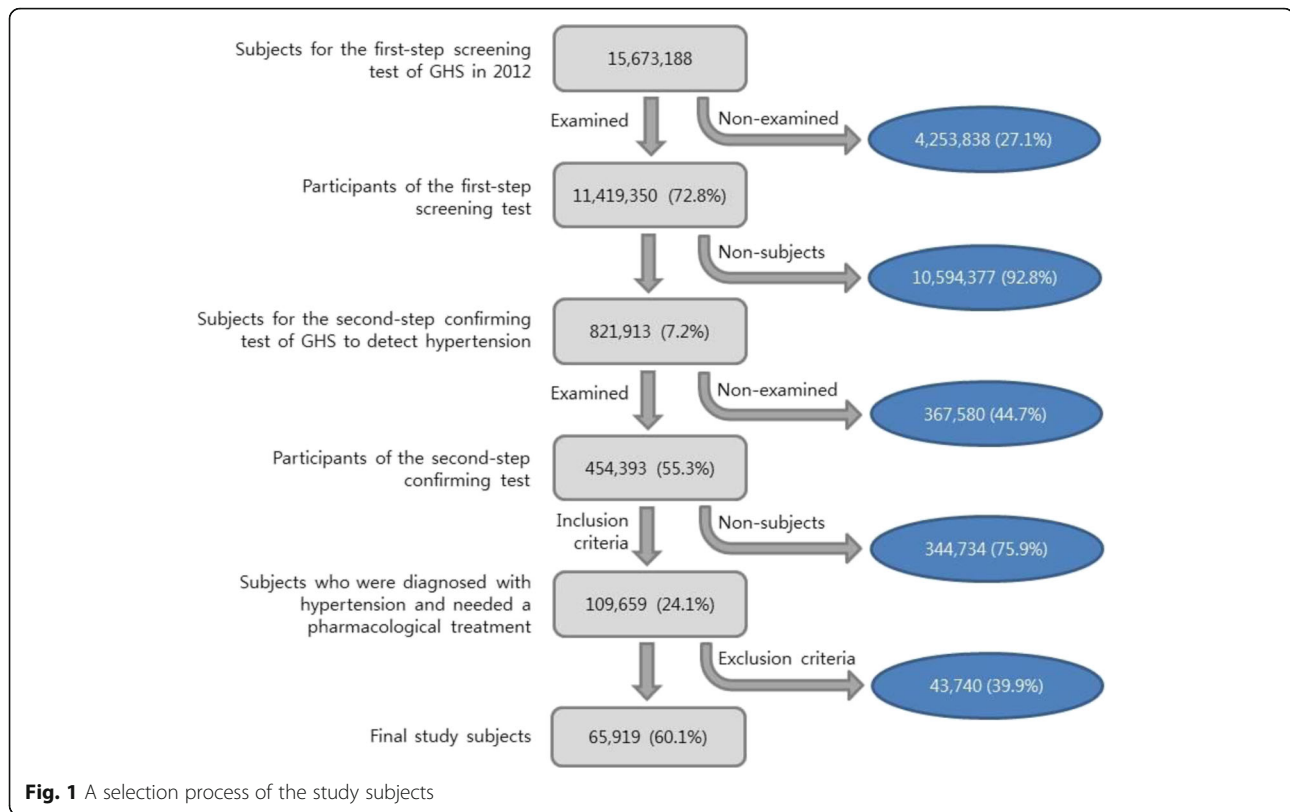 Subjects for the first-step screening
test of GHS in 2012
15,673,188
Examined
Non-examined
4,253,838 (27.1%)
Participants of the first-step
screening test
11,419,350 (72.8%)
Non-subjects
10,594,377 (92.8%)
Subjects for the second-step confirming
test of GHS to detect hypertension
821,913 (7.2%)
Examined
Non-examined
367,580 (44.7%)
Participants of the second-step
confirming test
454,393 (55.3%)
Inclusion
criteria
Non-subjects
344,734 (75.9%)
Subjects who were diagnosed with
hypertension and needed a
pharmacological treatment
109,659 (24.1%)
Exclusion criteria
43,740 (39.9%)
Final study subjects
65,919 (60.1%)
Fig. 1 A selection process of the study subjects